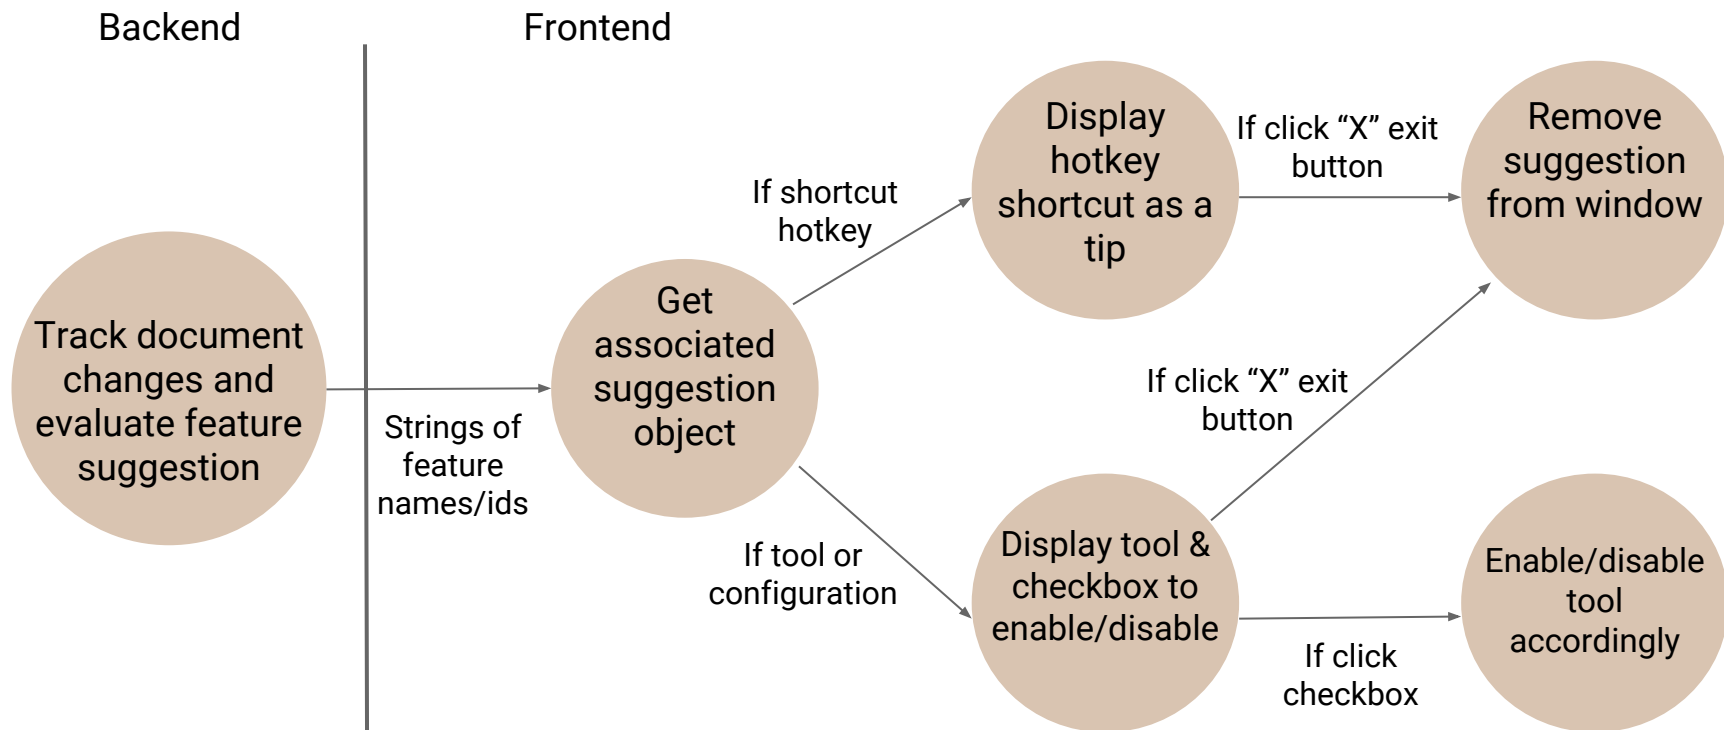 Backend
Frontend
Track document
changes and
evaluate feature
suggestion
Strings of
feature
names/ids
Get
associated
suggestion
object
If shortcut
hotkey
Display
hotkey
shortcut as a
tip
If click “X” exit
button
Remove
suggestion
from window
If tool or
configuration
Display tool &
checkbox to
enable/disable
If click “X” exit
button
If click
checkbox
Enable/disable
tool
accordingly